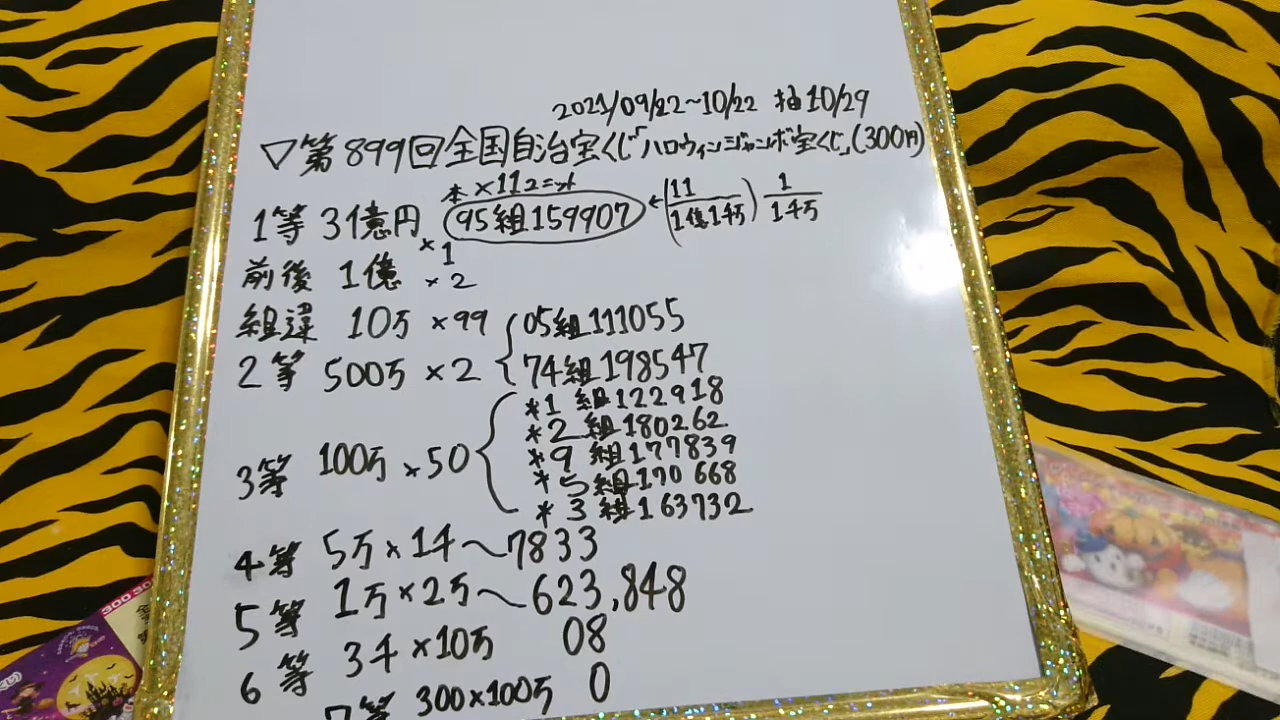 2021/09/22~10/22 抽10/29
▽第899回全国自治宝くじ「ハロウィンジャンボ宝くじ」(300円)
本×11ユニット
1等 3億円 ×1 95組159907 ← (11/1億1千万) 1/1千万
前後 1億 ×2
組違 10万 ×99
2等 500万 ×2
05組111055
74組198547
3等 100万×50
*1 組122918
*2 組180262
*9 組177839
*5 組170668
*3 組163732
4等 5万×1千~7833
5等 1万×2万~623,848
6等 3千×10万 08
7等 300×100万 0
300